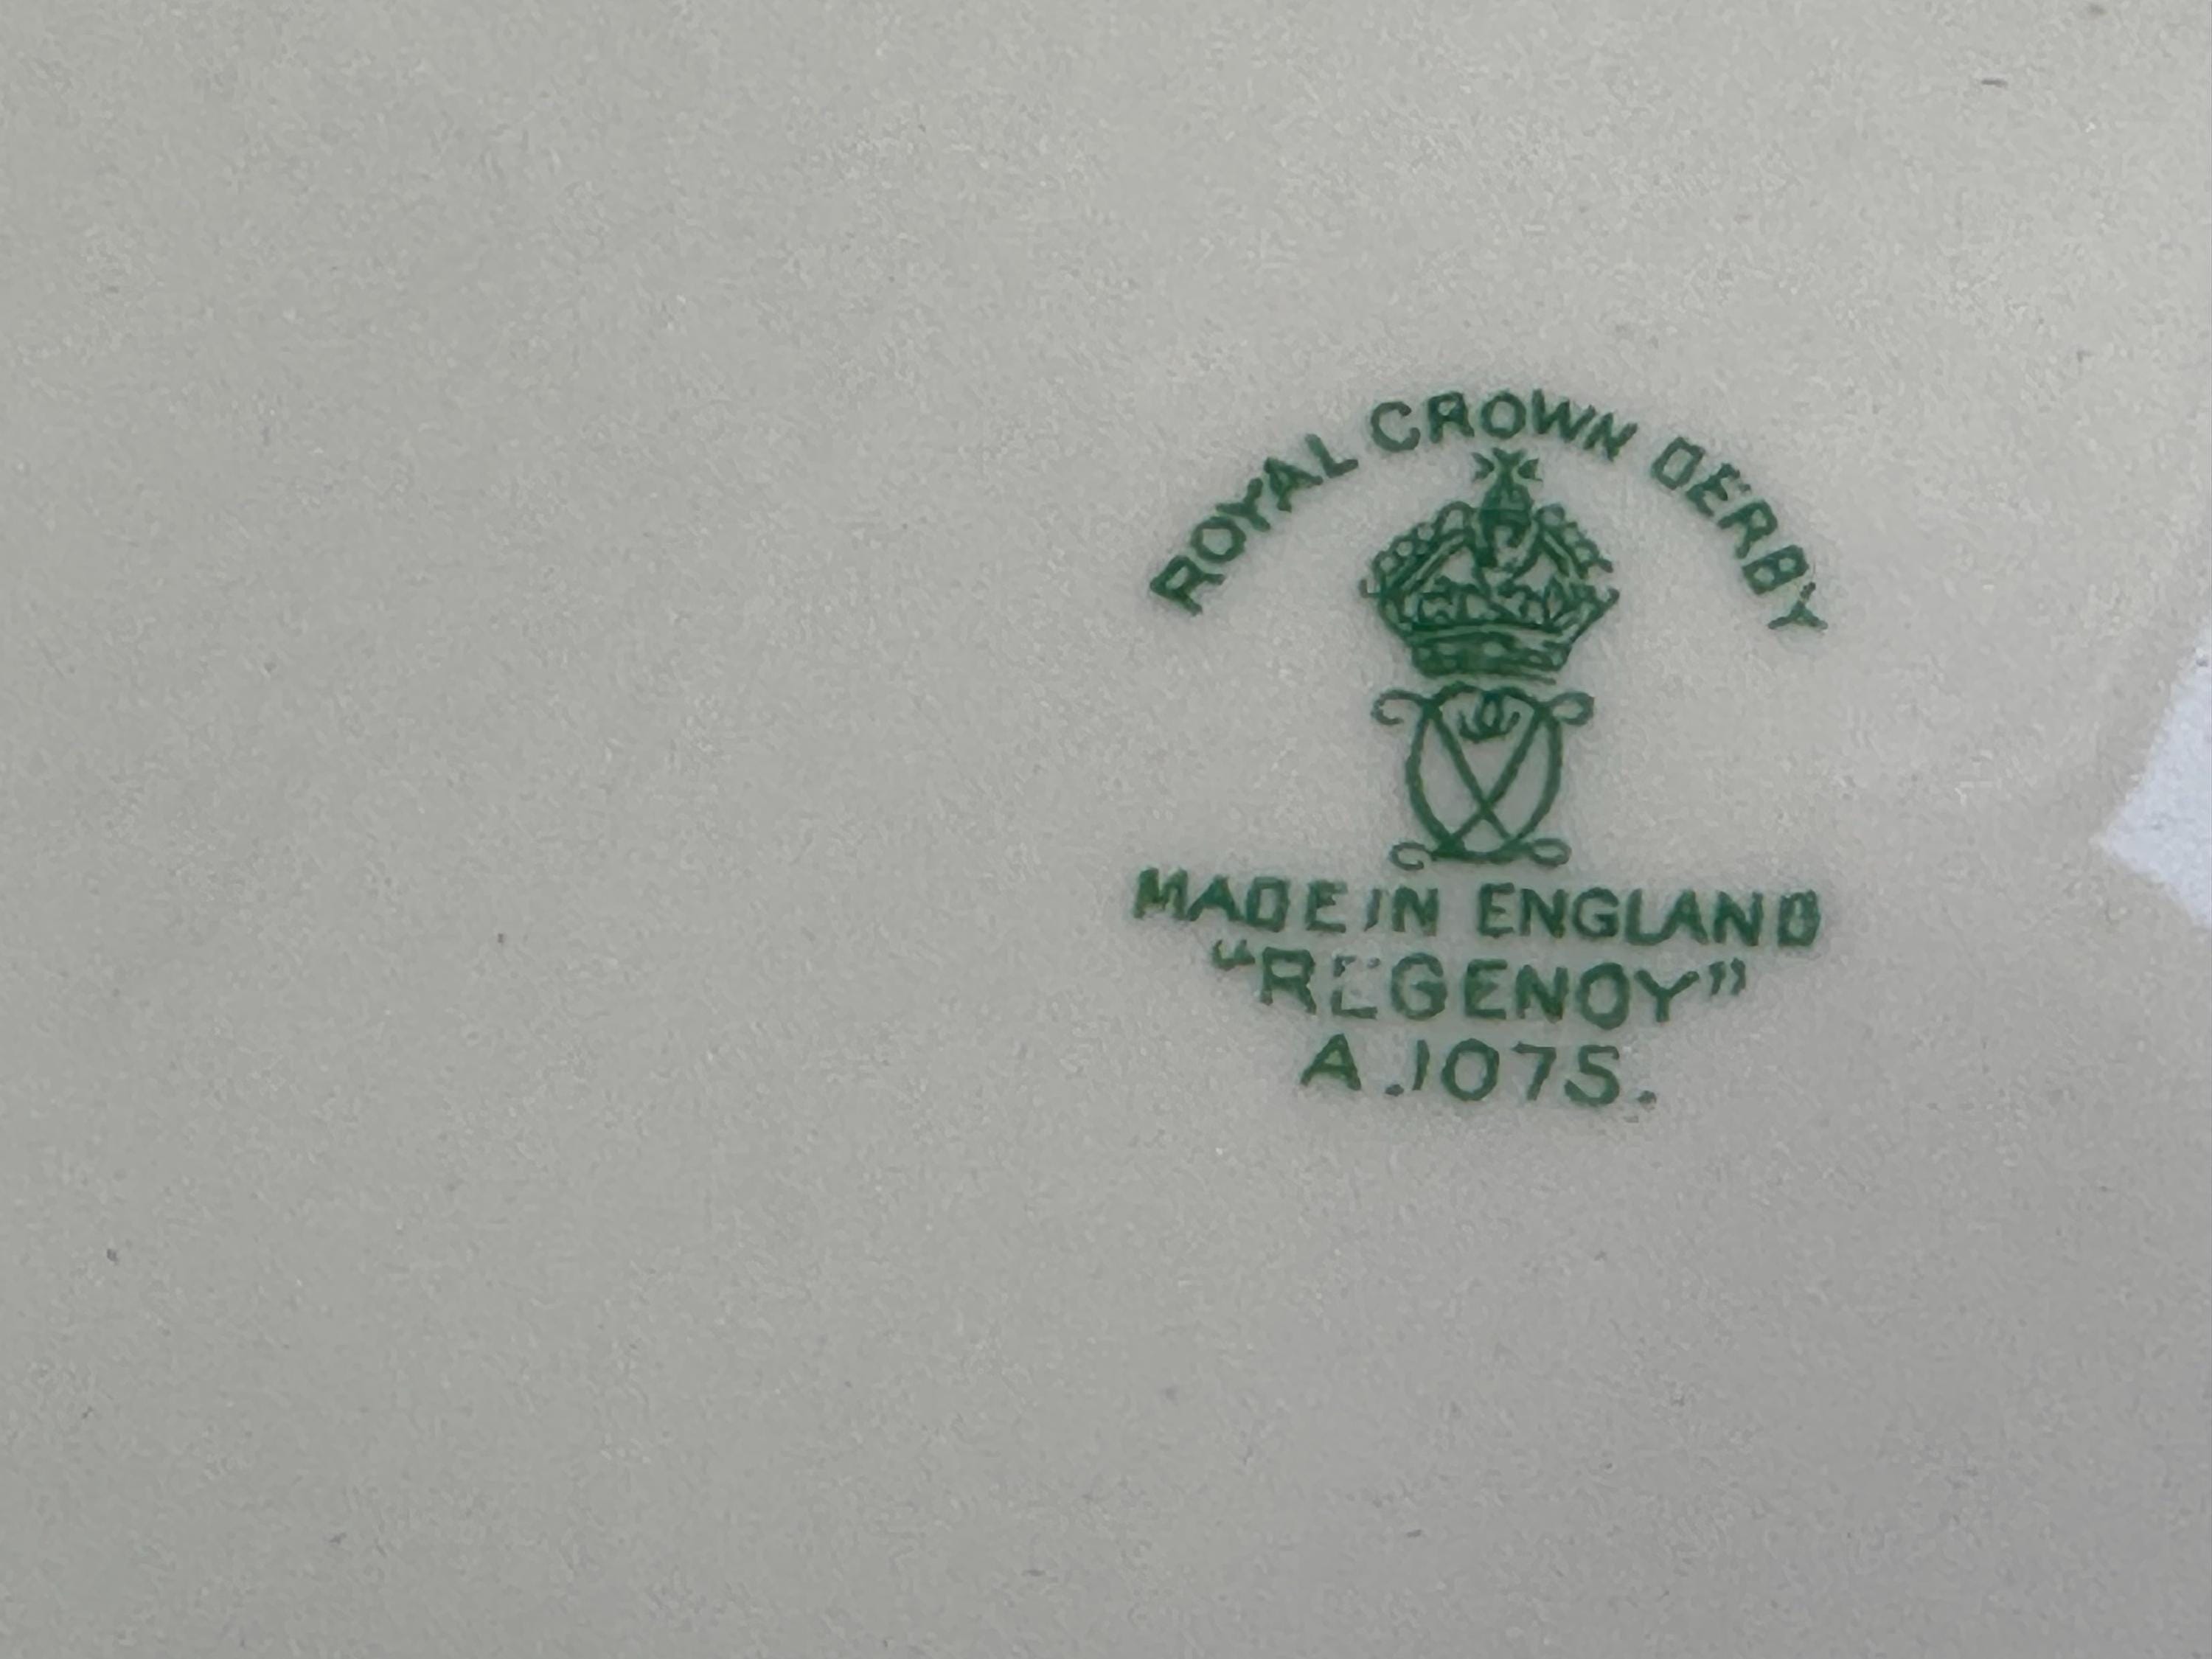 ROYAL CROWN DERBY
MADE IN ENGLAND
"REGENCY"
A.1075.